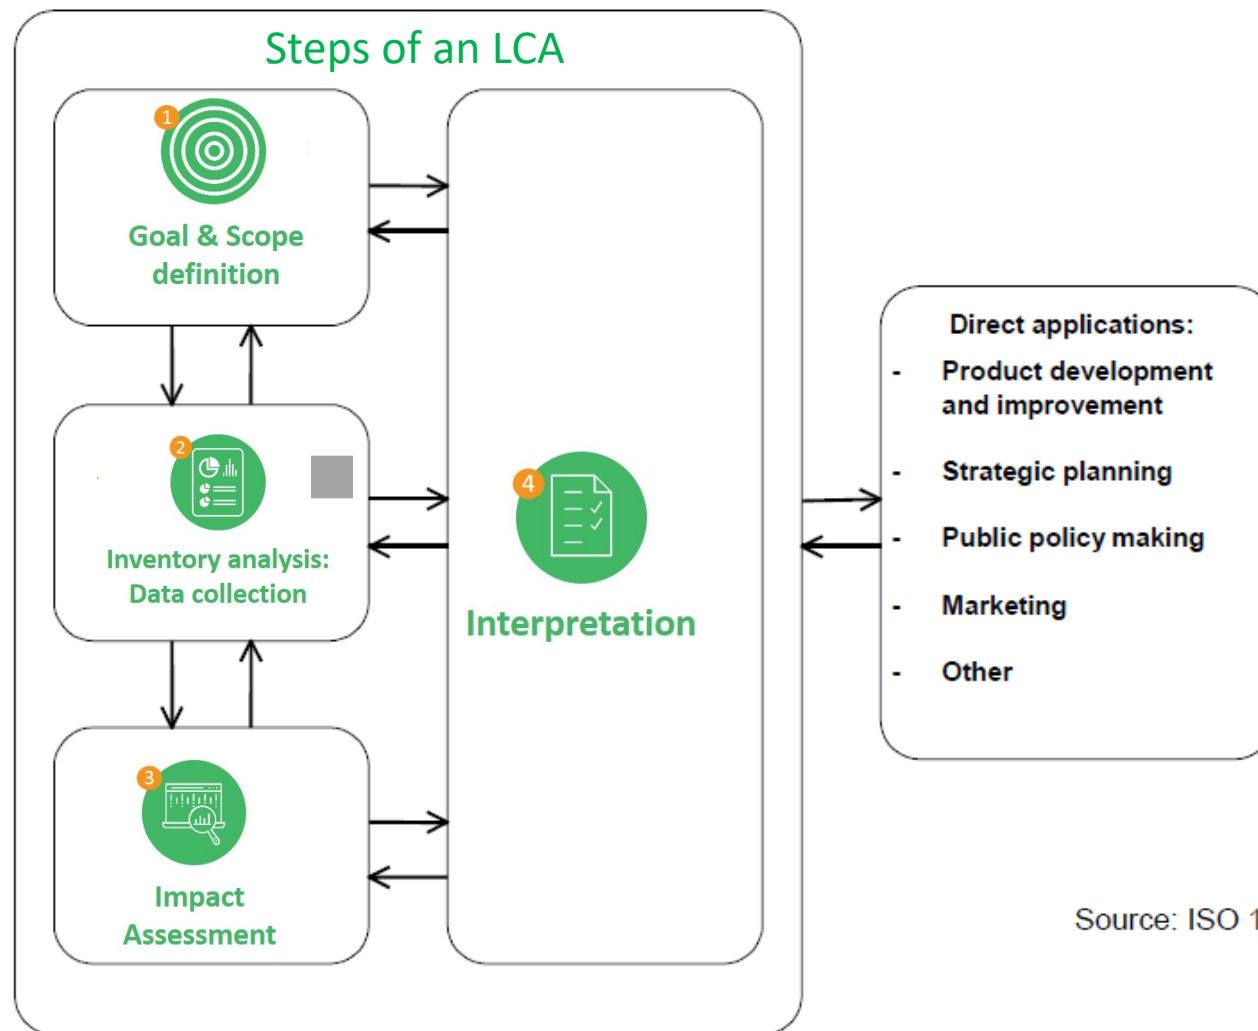 Steps of an LCA
1
Goal & Scope
definition
2
Inventory analysis:
Data collection
3
Impact
Assessment
4
Interpretation
Direct applications:
- Product development
and improvement
- Strategic planning
- Public policy making
- Marketing
- Other
Source: ISO 1